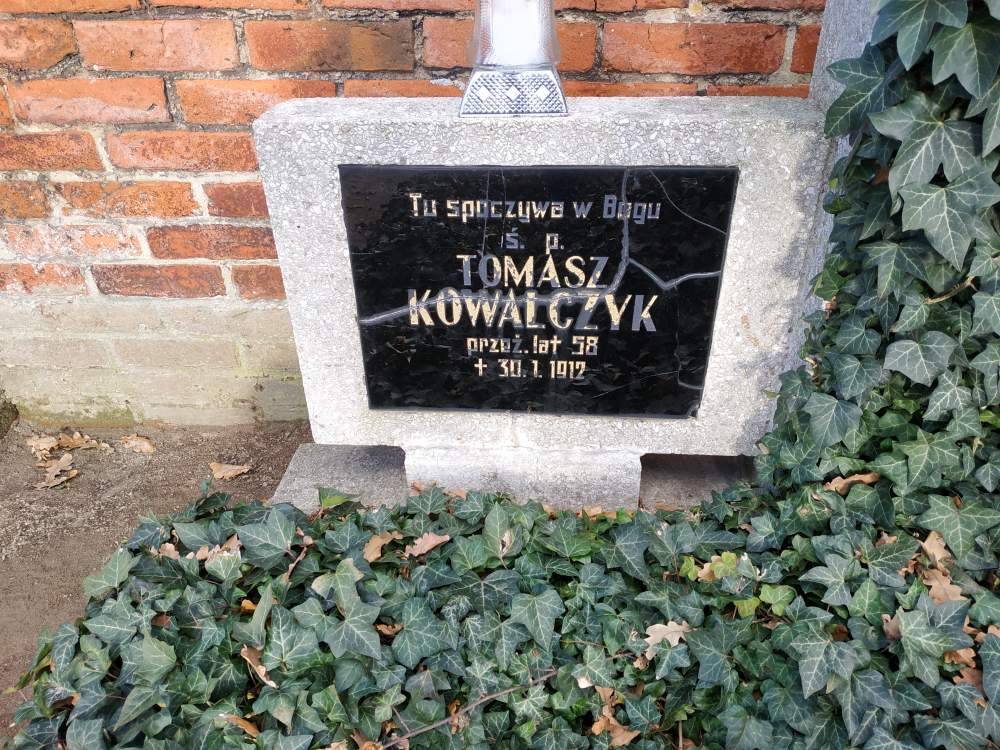 Tu spoczywa w Bogu
ś. p.
TOMASZ
KOWALCZYK
przeż. lat 58
+ 30. 1. 1912